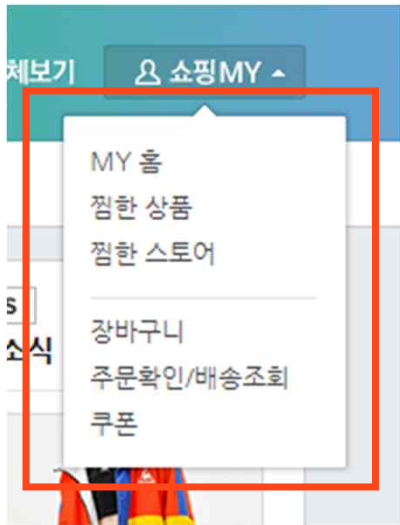 체보기
쇼핑MY
MY 홈
찜한 상품
찜한 스토어
S
소식
장바구니
주문확인/배송조회
쿠폰